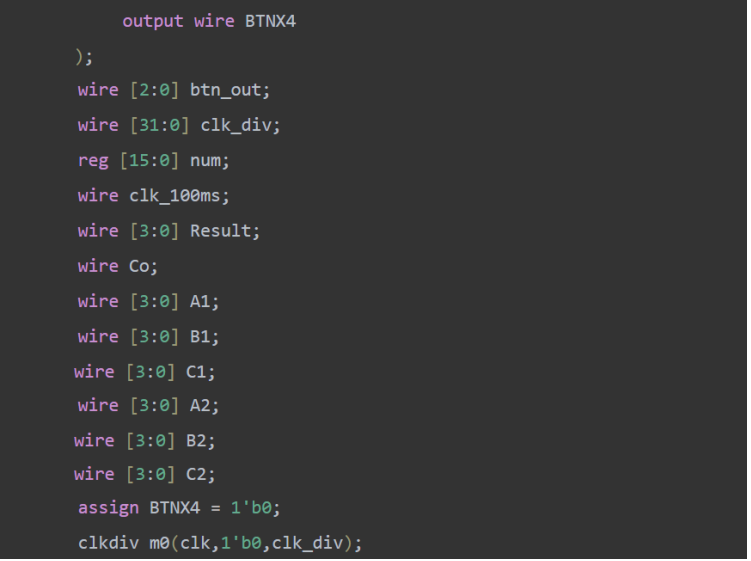 output wire BTNX4
);
wire [2:0] btn_out;
wire [31:0] clk_div;
reg [15:0] num;
wire clk_100ms;
wire [3:0] Result;
wire Co;
wire [3:0] A1;
wire [3:0] B1;
wire [3:0] C1;
wire [3:0] A2;
wire [3:0] B2;
wire [3:0] C2;
assign BTNX4 = 1'b0;
clkdiv m0(clk,1'b0,clk_div);